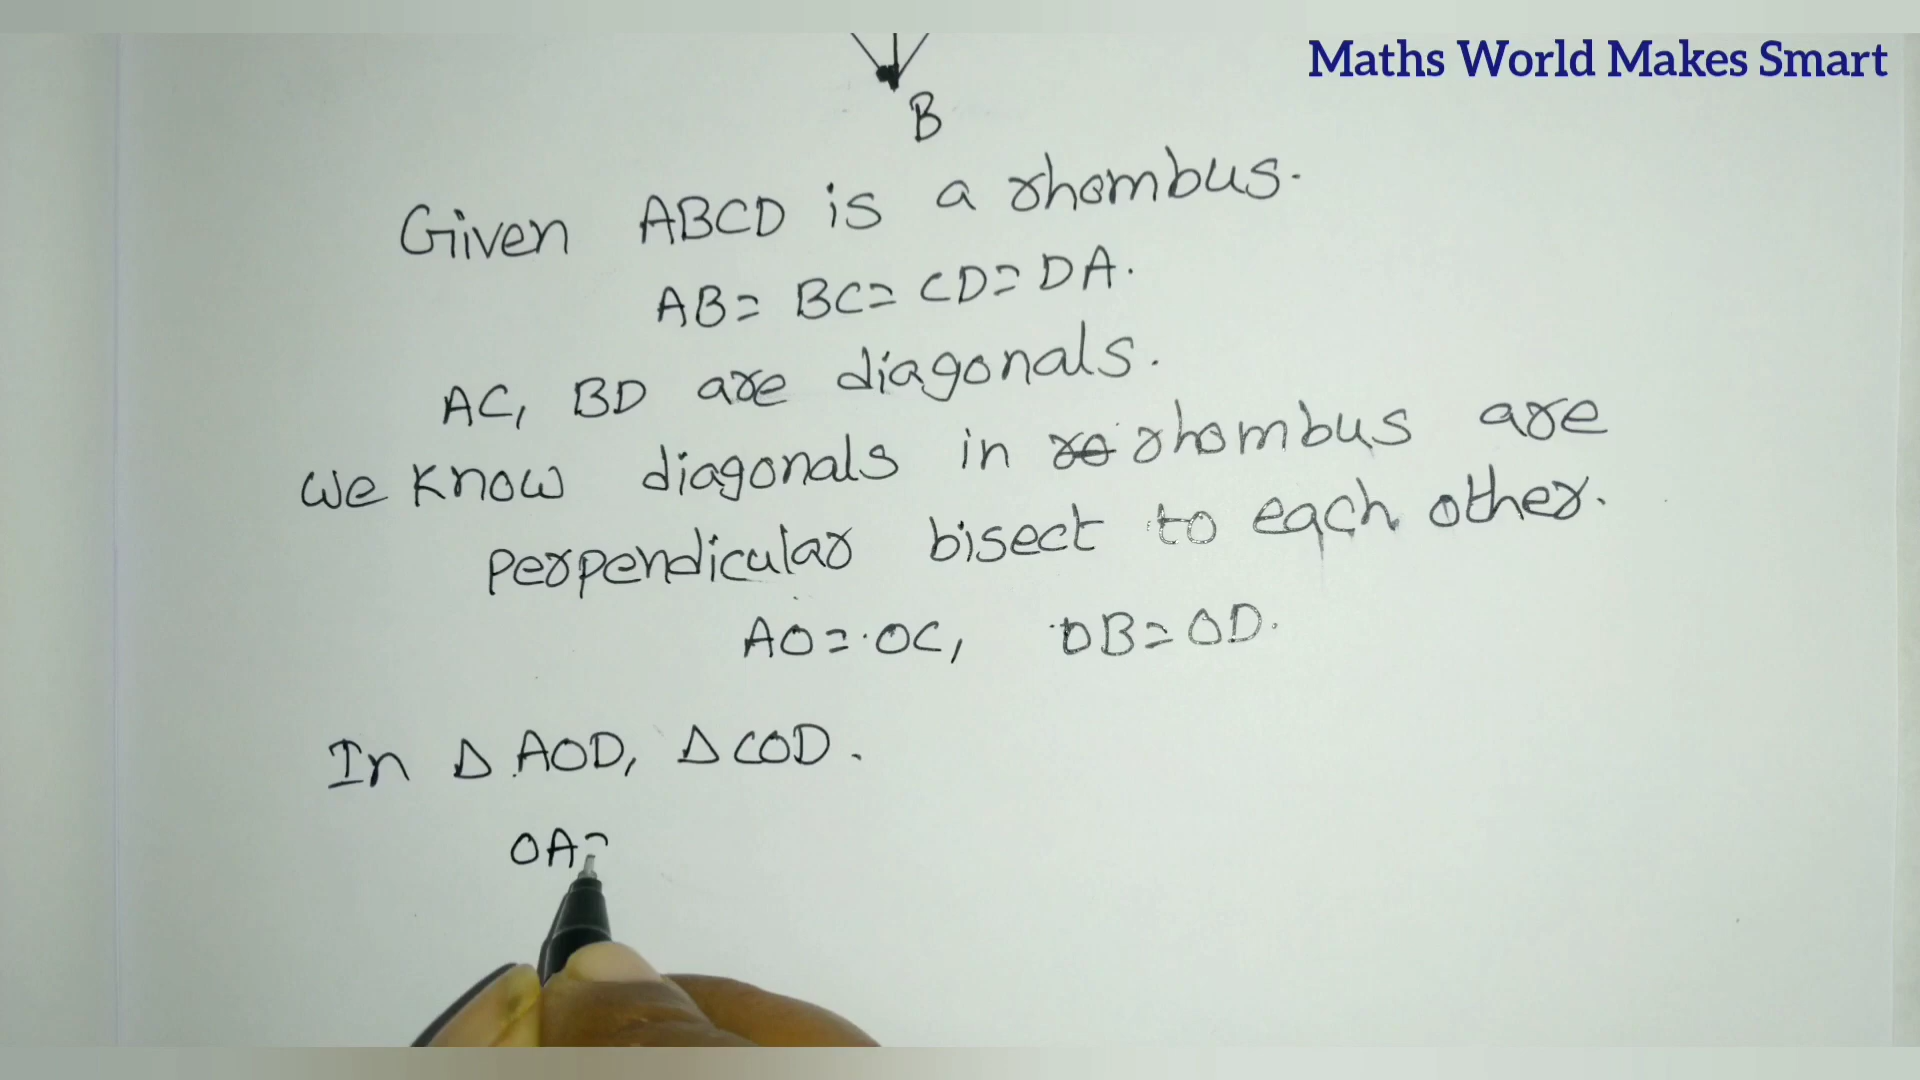 Maths World Makes Smart
B
Given ABCD is a rhombus.
AB = BC = CD = DA.
AC, BD are diagonals.
We know diagonals in rhombus are
perpendicular bisect to each other.
AO = OC, OB = OD.
In Δ AOD, Δ COD.
OA =